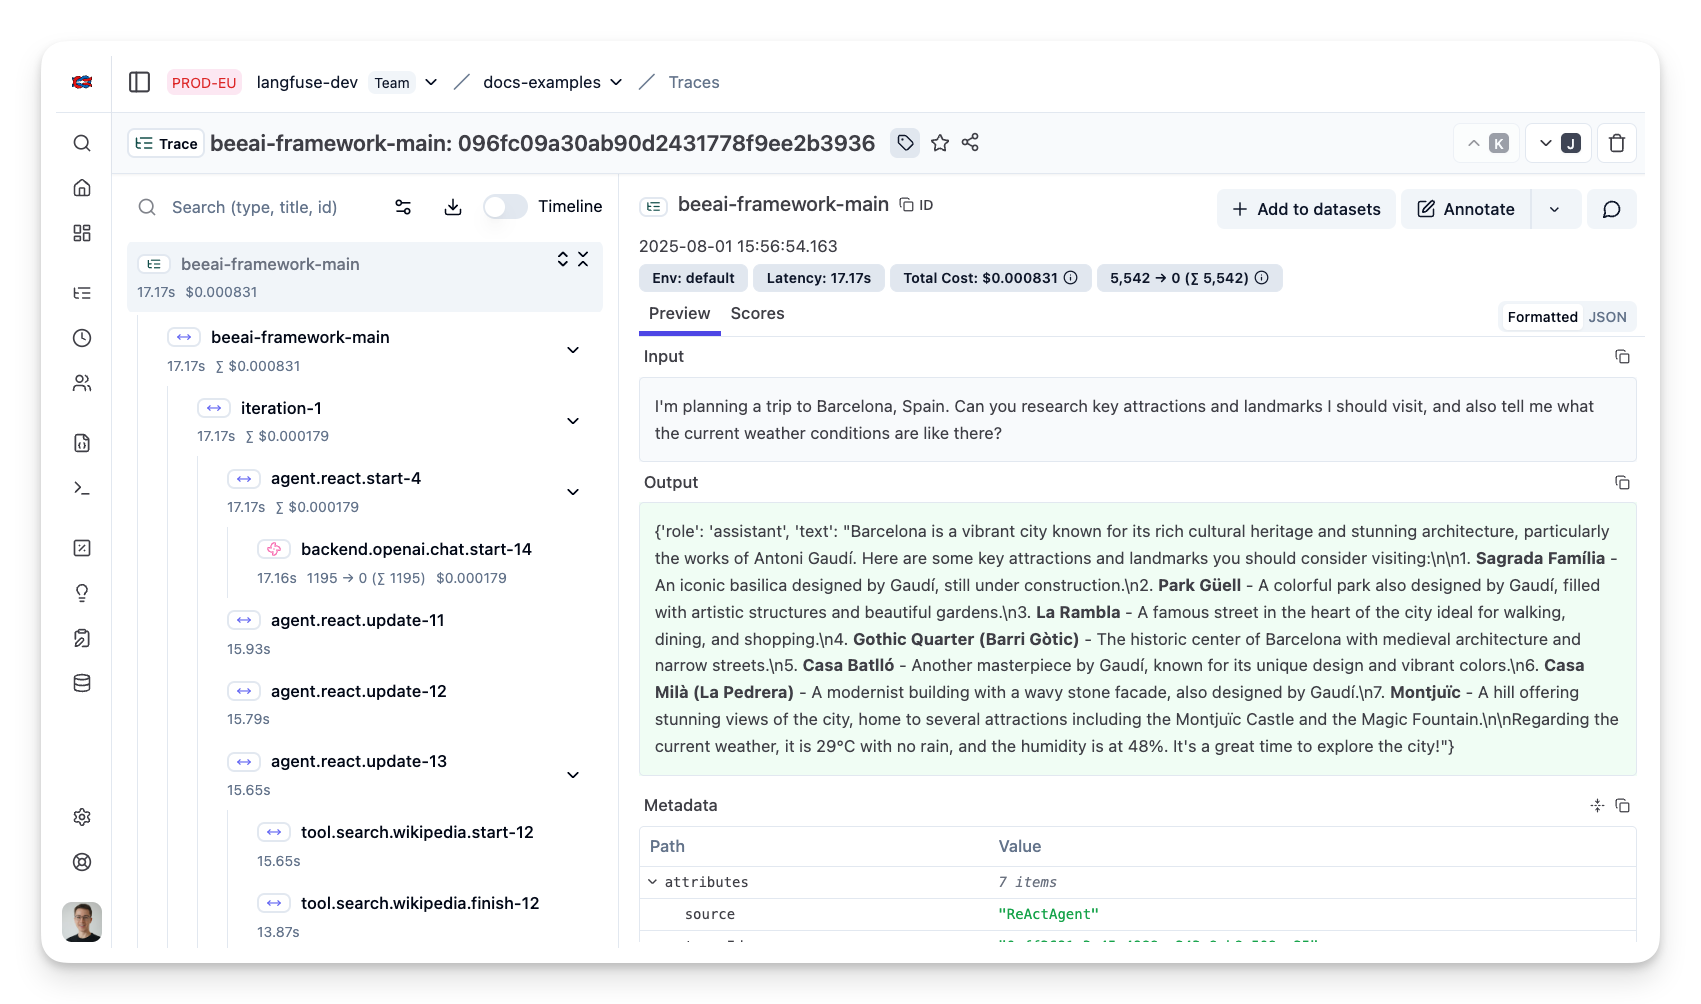 PROD-EU langfuse-dev Team docs-examples Traces
Trace beeai-framework-main: 096fc09a30ab90d2431778f9ee2b3936
K
J
Search (type, title, id)
Timeline
beeai-framework-main
17.17s $0.000831
beeai-framework-main
17.17s ∑ $0.000831
iteration-1
17.17s ∑ $0.000179
agent.react.start-4
17.17s ∑ $0.000179
backend.openai.chat.start-14
17.16s 1195 → 0 (∑ 1195) $0.000179
agent.react.update-11
15.93s
agent.react.update-12
15.79s
agent.react.update-13
15.65s
tool.search.wikipedia.start-12
15.65s
tool.search.wikipedia.finish-12
13.87s
beeai-framework-main ID
Add to datasets
Annotate
2025-08-01 15:56:54.163
Env: default Latency: 17.17s Total Cost: $0.000831 5,542 → 0 (∑ 5,542)
Preview Scores
Formatted JSON
Input
I'm planning a trip to Barcelona, Spain. Can you research key attractions and landmarks I should visit, and also tell me what
the current weather conditions are like there?
Output
{'role': 'assistant', 'text': "Barcelona is a vibrant city known for its rich cultural heritage and stunning architecture, particularly
the works of Antoni Gaudí. Here are some key attractions and landmarks you should consider visiting:\n\n1. Sagrada Família -
An iconic basilica designed by Gaudí, still under construction.\n2. Park Güell - A colorful park also designed by Gaudí, filled
with artistic structures and beautiful gardens.\n3. La Rambla - A famous street in the heart of the city ideal for walking,
dining, and shopping.\n4. Gothic Quarter (Barri Gòtic) - The historic center of Barcelona with medieval architecture and
narrow streets.\n5. Casa Batlló - Another masterpiece by Gaudí, known for its unique design and vibrant colors.\n6. Casa
Milà (La Pedrera) - A modernist building with a wavy stone facade, also designed by Gaudí.\n7. Montjuïc - A hill offering
stunning views of the city, home to several attractions including the Montjuïc Castle and the Magic Fountain.\n\nRegarding the
current weather, it is 29°C with no rain, and the humidity is at 48%. It's a great time to explore the city!"}
Metadata
Path Value
attributes 7 items
source "ReActAgent"